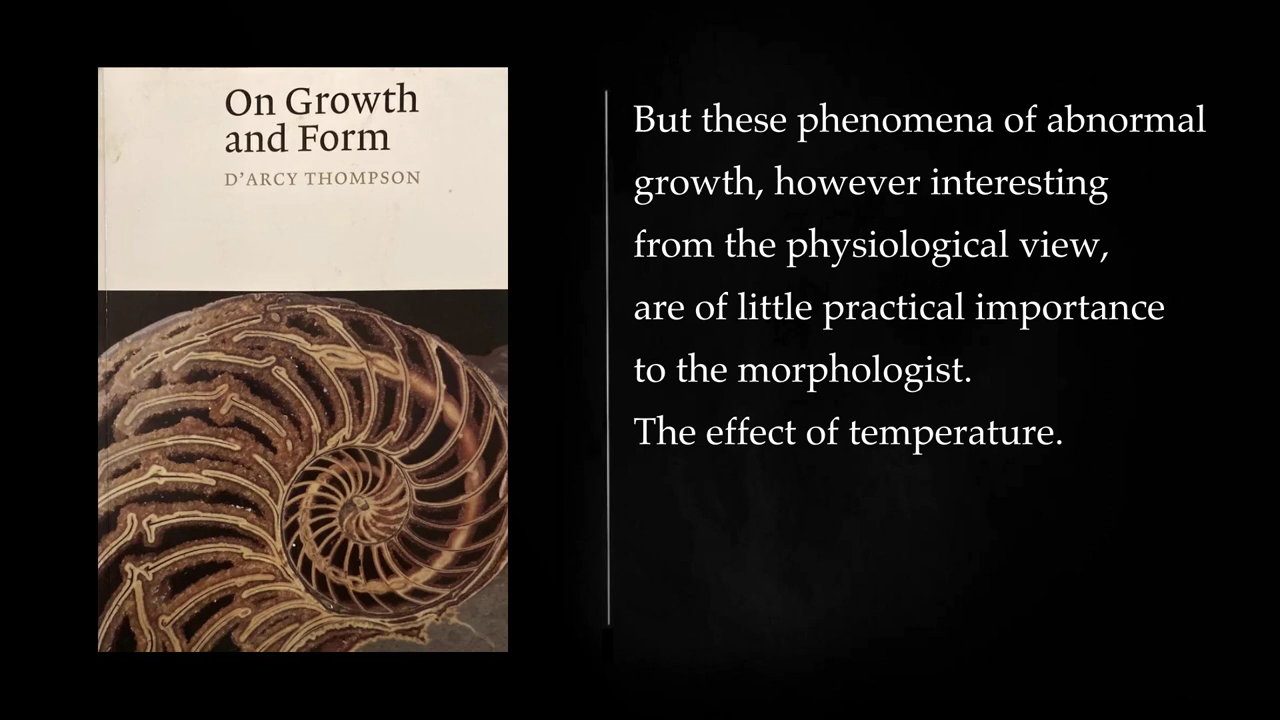 On Growth
and Form
D'ARCY THOMPSON
But these phenomena of abnormal
growth, however interesting
from the physiological view,
are of little practical importance
to the morphologist.
The effect of temperature.